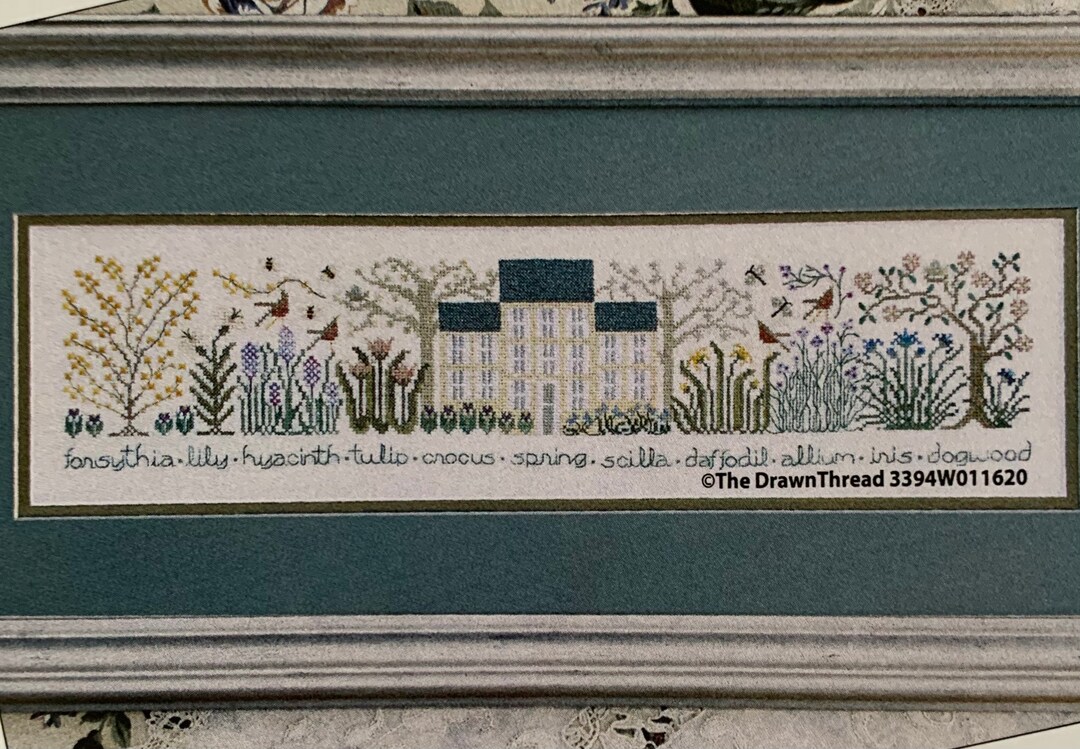 forsythia · lily · hyacinth · tulip · crocus · spring · scilla · daffodil · allium · iris · dogwood
©The DrawnThread 3394W011620